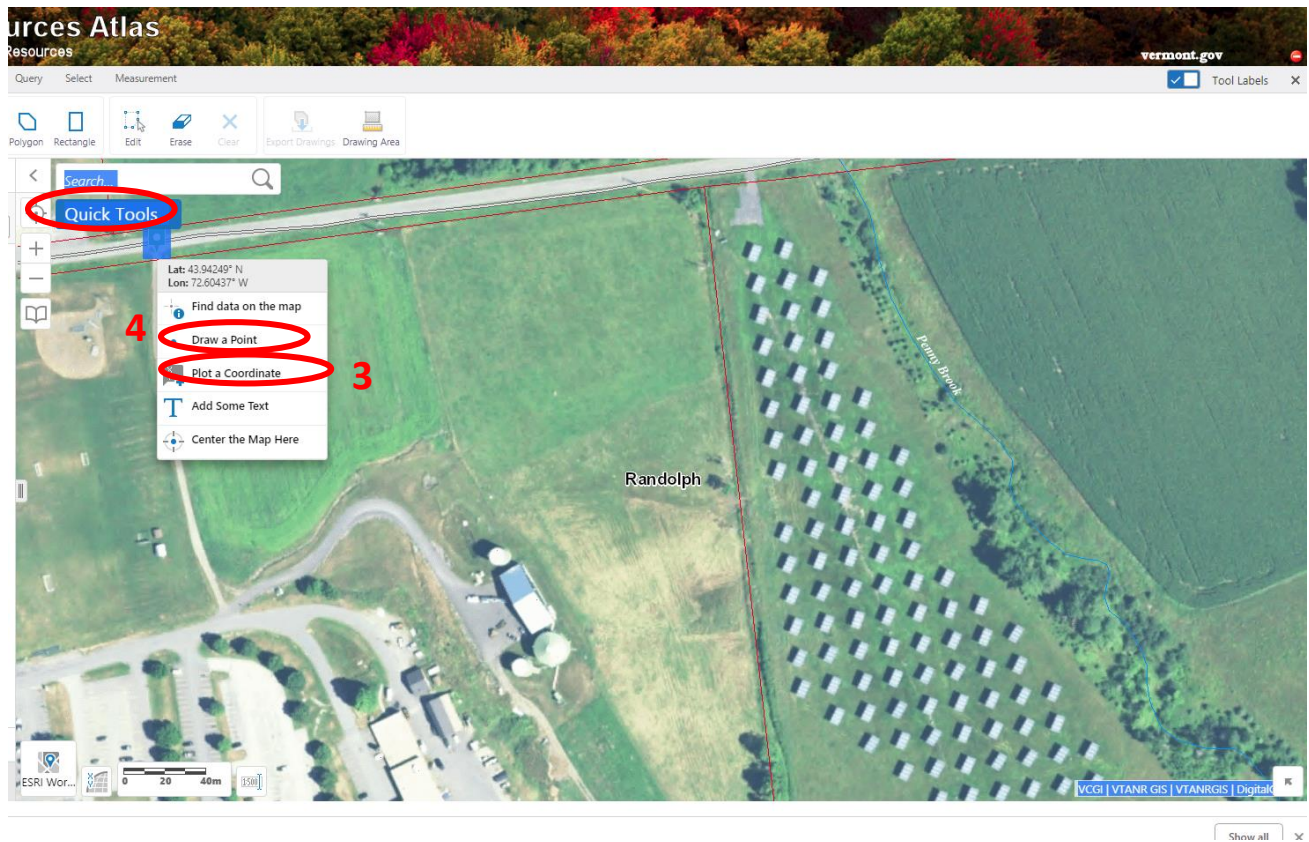 urces Atlas
Resources
vermont.gov
Query Select Measurement
Tool Labels
Polygon Rectangle Edit Erase Clear Export Drawings Drawing Area
Search...
Quick Tools
Lat: 43.94249° N
Lon: 72.60437° W
Find data on the map
4
Draw a Point
Plot a Coordinate
3
T Add Some Text
Center the Map Here
Penny Brook
Randolph
ESRI Wor...
0 20 40m
VCGI | VTANR GIS | VTANRGIS | Digital
Show all